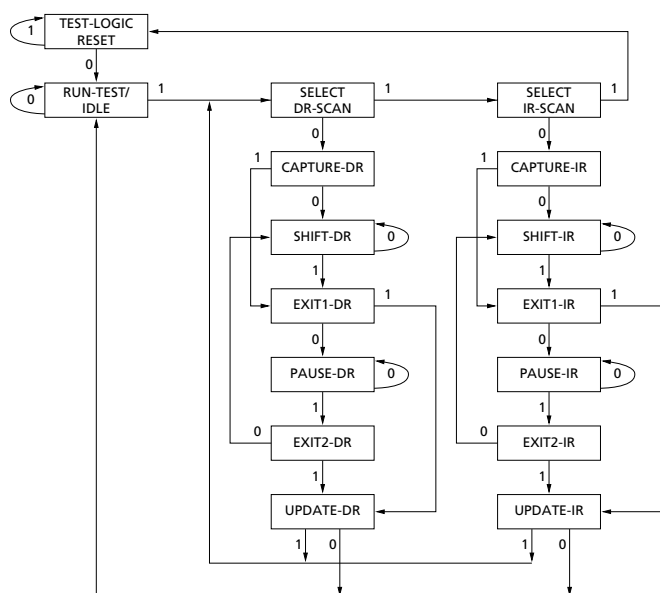 TEST-LOGIC
RESET
1
0
RUN-TEST/
IDLE
0
1
SELECT
DR-SCAN
1
SELECT
IR-SCAN
1
0
0
1
CAPTURE-DR
1
CAPTURE-IR
0
0
SHIFT-DR
0
SHIFT-IR
0
1
1
EXIT1-DR
1
EXIT1-IR
1
0
0
PAUSE-DR
0
PAUSE-IR
0
1
1
0
EXIT2-DR
0
EXIT2-IR
1
1
UPDATE-DR
UPDATE-IR
1
0
1
0